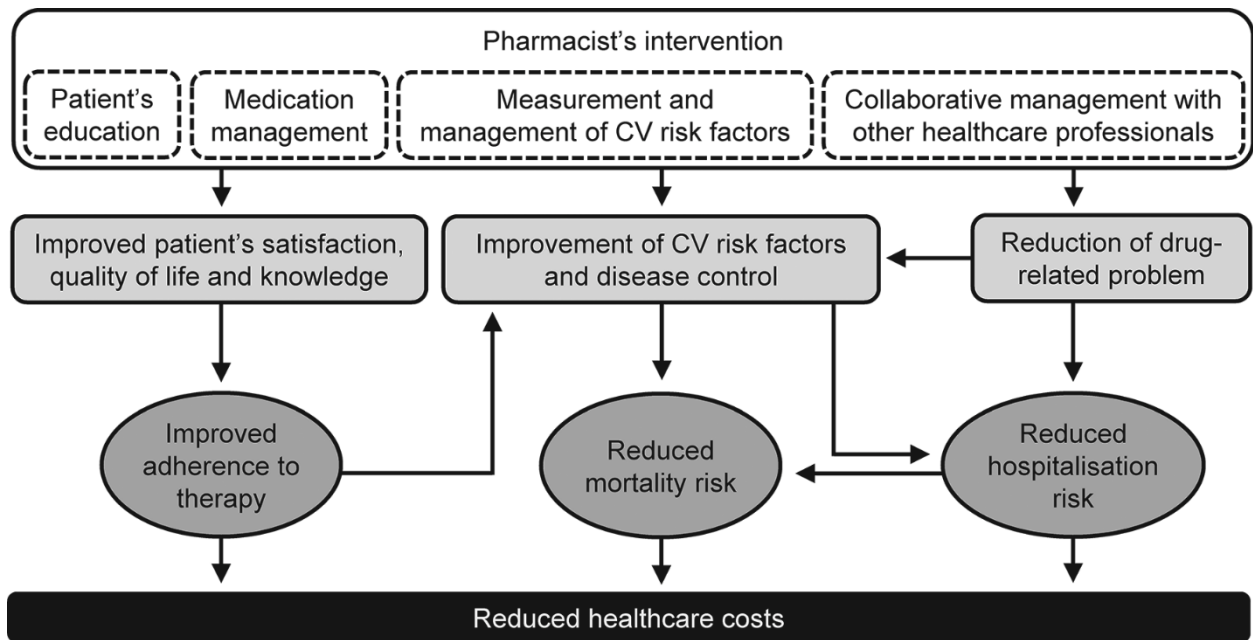 Pharmacist's intervention
Patient's
education
Medication
management
Measurement and
management of CV risk factors
Collaborative management with
other healthcare professionals
Improved patient's satisfaction,
quality of life and knowledge
Improvement of CV risk factors
and disease control
Reduction of drug-
related problem
Improved
adherence to
therapy
Reduced
mortality risk
Reduced
hospitalisation
risk
Reduced healthcare costs